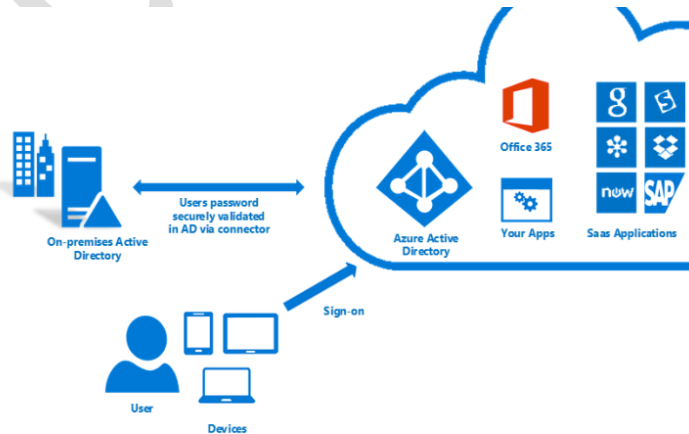 Office 365
g
now
SAP
Users password
securely validated
in AD via connector
On-premises Active
Directory
Azure Active
Directory
Your Apps
Saas Applications
Sign-on
User
Devices